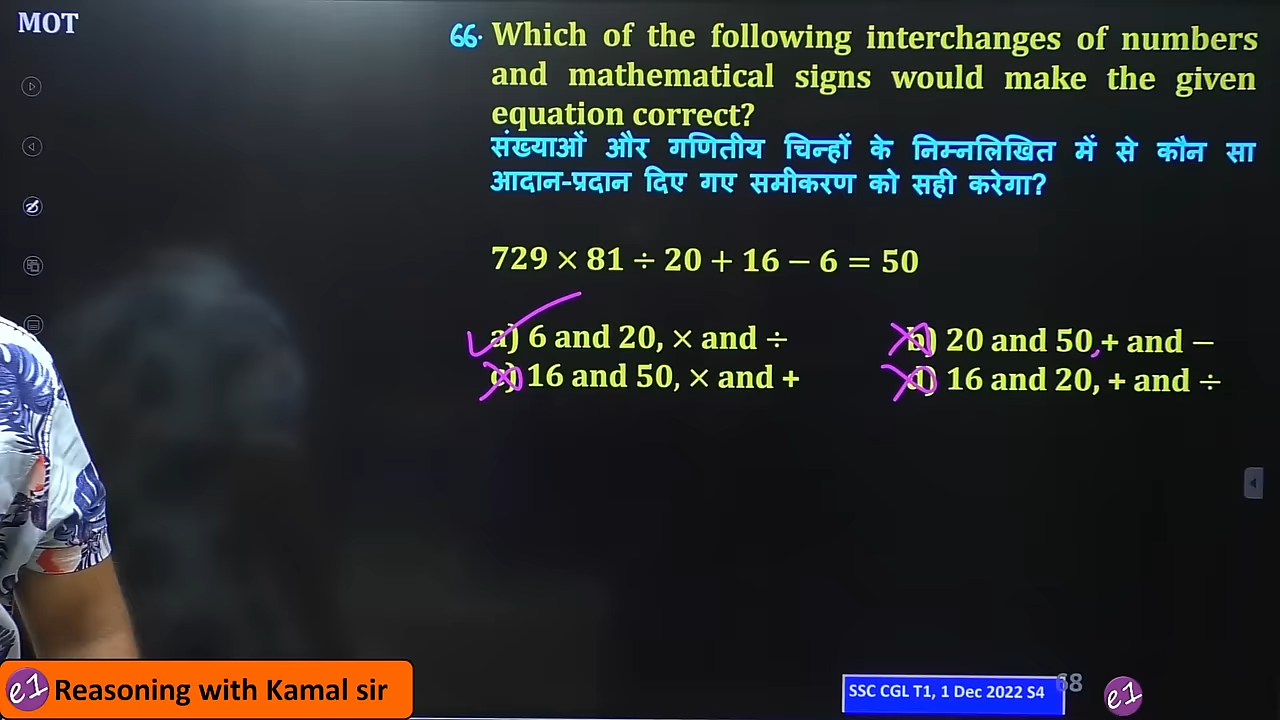 MOT
66. Which of the following interchanges of numbers
and mathematical signs would make the given
equation correct?
संख्याओं और गणितीय चिन्हों के निम्नलिखित में से कौन सा
आदान-प्रदान दिए गए समीकरण को सही करेगा?
729 × 81 ÷ 20 + 16 − 6 = 50
a) 6 and 20, × and ÷
b) 20 and 50,+ and −
c) 16 and 50, × and +
d) 16 and 20, + and ÷
e1 Reasoning with Kamal sir
SSC CGL T1, 1 Dec 2022 S4
68
e1